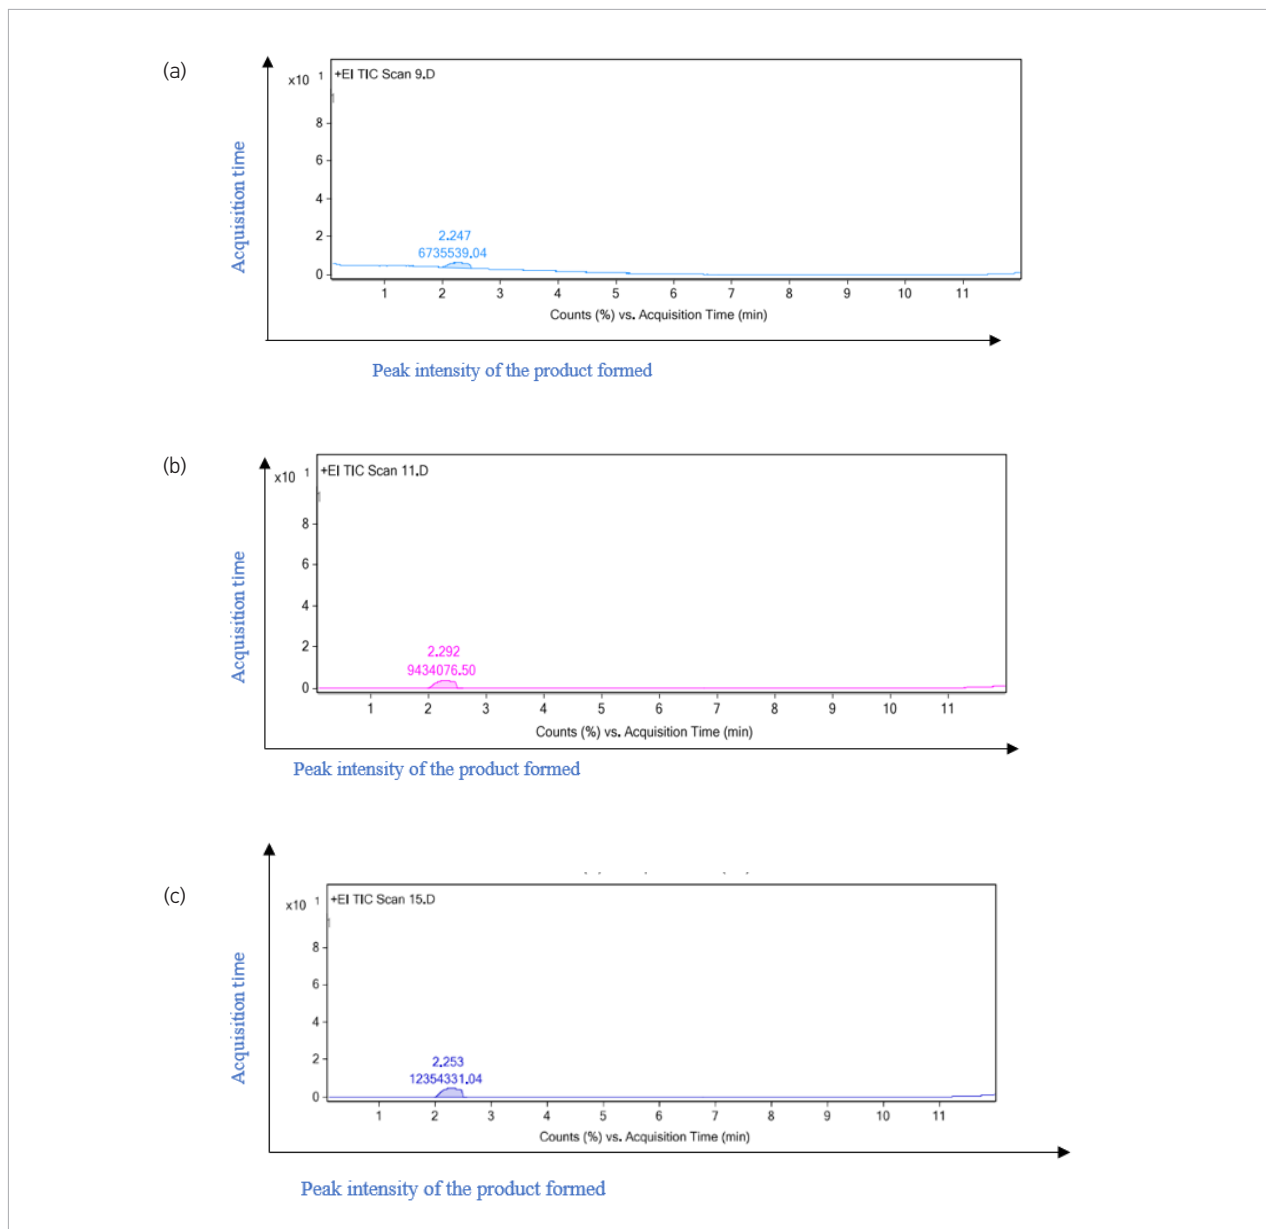 (a)
x10 1
+EI TIC Scan 9.D
8
6
4
2
0
2.247
6735539.04
1 2 3 4 5 6 7 8 9 10 11
Counts (%) vs. Acquisition Time (min)
Acquisition time
Peak intensity of the product formed
(b)
x10 1
+EI TIC Scan 11.D
8
6
4
2
0
2.292
9434076.50
1 2 3 4 5 6 7 8 9 10 11
Counts (%) vs. Acquisition Time (min)
Acquisition time
Peak intensity of the product formed
(c)
x10 1
+EI TIC Scan 15.D
8
6
4
2
0
2.253
12354331.04
1 2 3 4 5 6 7 8 9 10 11
Counts (%) vs. Acquisition Time (min)
Acquisition time
Peak intensity of the product formed